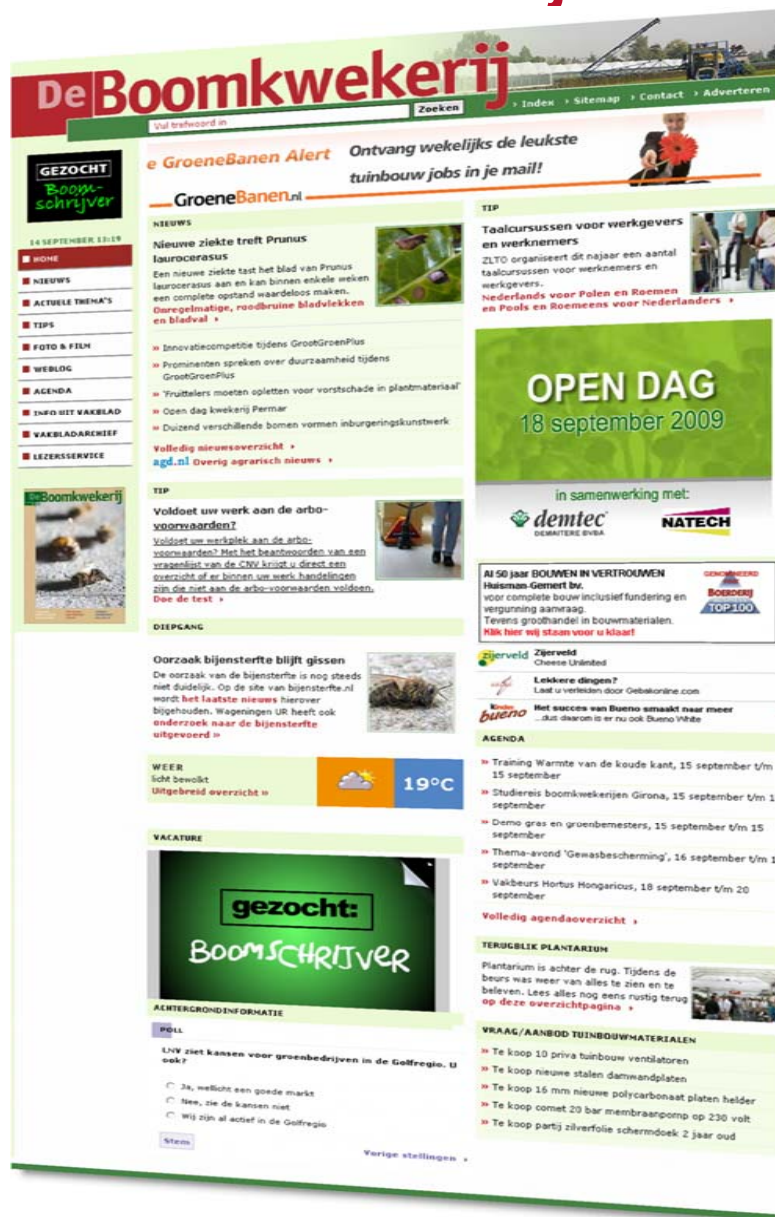 De Boomkwekerij
Vul trefwoord in
Zoeken
› Index › Sitemap › Contact › Adverteren
GEZOCHT
Boom-
schrijver
14 SEPTEMBER 13:19
HOME
NIEUWS
ACTUELE THEMA'S
TIPS
FOTO & FILM
WEBLOG
AGENDA
INFO UIT VAKBLAD
VAKBLADARCHIEF
LEZERSSERVICE
De Boomkwekerij
e GroeneBanen Alert
Ontvang wekelijks de leukste
tuinbouw jobs in je mail!
GroeneBanen.nl
NIEUWS
Nieuwe ziekte treft Prunus
laurocerasus
Een nieuwe ziekte tast het blad van Prunus
laurocerasus aan en kan binnen enkele weken
een complete opstand waardeloos maken.
Onregelmatige, roodbruine bladvlekken
en bladval ›
» Innovatiecompetitie tijdens GrootGroenPlus
» Prominenten spreken over duurzaamheid tijdens
GrootGroenPlus
» 'Fruittelers moeten opletten voor vorstschade in plantmateriaal'
» Open dag kwekerij Permar
» Duizend verschillende bomen vormen inburgeringskunstwerk
Volledig nieuwsoverzicht ›
agd.nl Overig agrarisch nieuws ›
TIP
Voldoet uw werk aan de arbo-
voorwaarden?
Voldoet uw werkplek aan de arbo-
voorwaarden? Met het beantwoorden van een
vragenlijst van de CNV krijgt u direct een
overzicht of er binnen uw werk handelingen
zijn die niet aan de arbo-voorwaarden voldoen.
Doe de test ›
DIEPGANG
Oorzaak bijensterfte blijft gissen
De oorzaak van de bijensterfte is nog steeds
niet duidelijk. Op de site van bijensterfte.nl
wordt het laatste nieuws hierover
bijgehouden. Wageningen UR heeft ook
onderzoek naar de bijensterfte
uitgevoerd »
WEER
licht bewolkt
Uitgebreid overzicht »
19°C
VACATURE
gezocht:
BOOMSCHRIJVER
ACHTERGRONDINFORMATIE
POLL
LNV ziet kansen voor groenbedrijven in de Golfregio. U
ook?
Ja, wellicht een goede markt
Nee, zie de kansen niet
Wij zijn al actief in de Golfregio
Stem
Vorige stellingen ›
TIP
Taalcursussen voor werkgevers
en werknemers
ZLTO organiseert dit najaar een aantal
taalcursussen voor werknemers en
werkgevers.
Nederlands voor Polen en Roemen
en Pools en Roemeens voor Nederlanders ›
OPEN DAG
18 september 2009
in samenwerking met:
demtec
DEMAITERE BVBA
NATECH
Al 50 jaar BOUWEN IN VERTROUWEN
Huisman-Gemert bv.
voor complete bouw inclusief fundering en
vergunning aanvraag.
Tevens groothandel in bouwmaterialen.
Klik hier wij staan voor u klaar!
GENOMINEERD
BOERDERIJ
TOP100
zijerveld
Zijerveld
Cheese Unlimited
Lekkere dingen?
Laat u verleiden door Gebakonline.com
kinder
bueno
Het succes van Bueno smaakt naar meer
...dus daarom is er nu ook Bueno White
AGENDA
» Training Warmte van de koude kant, 15 september t/m
15 september
» Studiereis boomkwekerijen Girona, 15 september t/m 1
september
» Demo gras en groenbemesters, 15 september t/m 15
september
» Thema-avond 'Gewasbescherming', 16 september t/m 1
september
» Vakbeurs Hortus Hongaricus, 18 september t/m 20
september
Volledig agendaoverzicht ›
TERUGBLIK PLANTARIUM
Plantarium is achter de rug. Tijdens de
beurs was weer van alles te zien en te
beleven. Lees alles nog eens rustig terug
op deze overzichtpagina ›
VRAAG/AANBOD TUINBOUWMATERIALEN
» Te koop 10 priva tuinbouw ventilatoren
» Te koop nieuwe stalen damwandplaten
» Te koop 16 mm nieuwe polycarbonaat platen helder
» Te koop comet 20 bar membraanpomp op 230 volt
» Te koop partij zilverfolie schermdoek 2 jaar oud